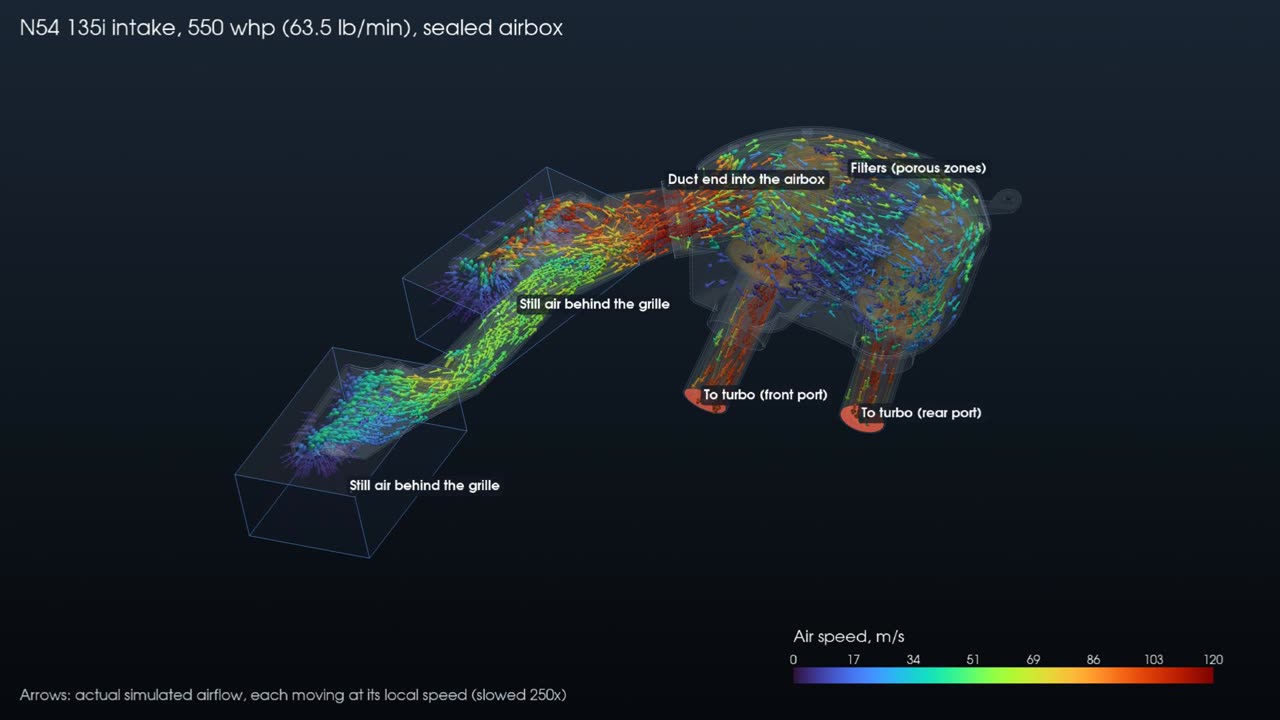 N54 135i intake, 550 whp (63.5 lb/min), sealed airbox
Filters (porous zones)
Duct end into the airbox
Still air behind the grille
To turbo (front port)
To turbo (rear port)
Still air behind the grille
Air speed, m/s
0 17 34 51 69 86 103 120
Arrows: actual simulated airflow, each moving at its local speed (slowed 250x)